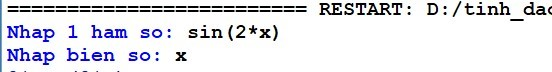 ========================= RESTART: D:/tinh_dac
Nhap 1 ham so: sin(2*x)
Nhap bien so: x